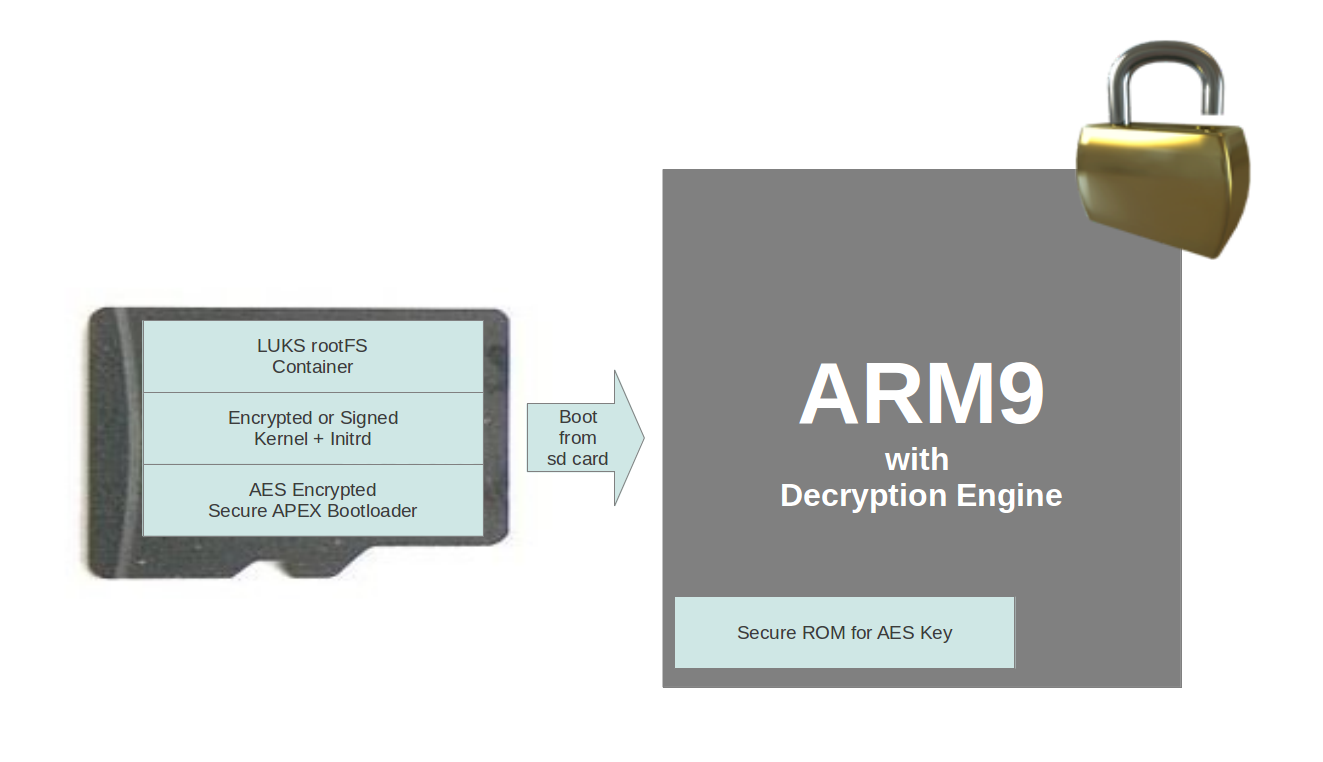 LUKS rootFS
Container
Encrypted or Signed
Kernel + Initrd
AES Encrypted
Secure APEX Bootloader
Boot
from
sd card
ARM9
with
Decryption Engine
Secure ROM for AES Key